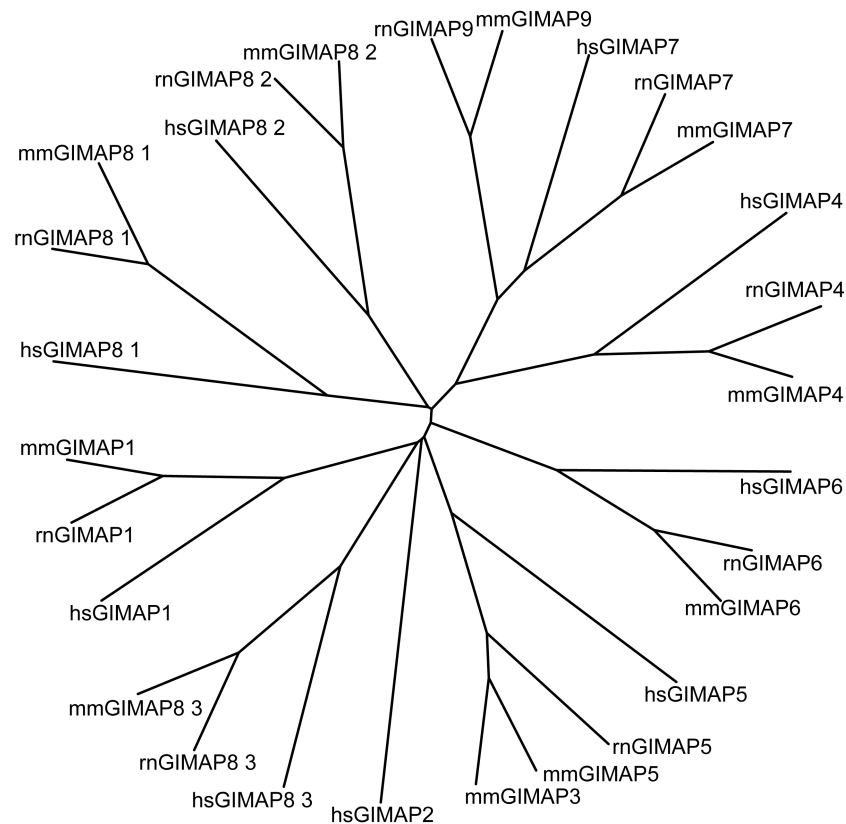 rnGIMAP9
mmGIMAP9
hsGIMAP7
mmGIMAP8 2
rnGIMAP8 2
rnGIMAP7
hsGIMAP8 2
mmGIMAP7
mmGIMAP8 1
hsGIMAP4
rnGIMAP8 1
rnGIMAP4
hsGIMAP8 1
mmGIMAP4
mmGIMAP1
hsGIMAP6
rnGIMAP1
rnGIMAP6
hsGIMAP1
mmGIMAP6
hsGIMAP5
mmGIMAP8 3
rnGIMAP5
rnGIMAP8 3
mmGIMAP5
hsGIMAP8 3
mmGIMAP3
hsGIMAP2